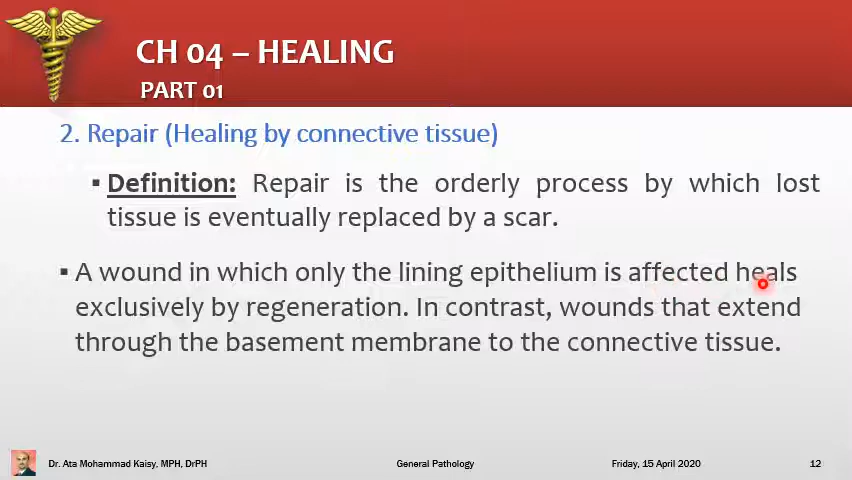 CH 04 – HEALING
PART 01
2. Repair (Healing by connective tissue)
▪ Definition: Repair is the orderly process by which lost
tissue is eventually replaced by a scar.
▪ A wound in which only the lining epithelium is affected heals
exclusively by regeneration. In contrast, wounds that extend
through the basement membrane to the connective tissue.
Dr. Ata Mohammad Kaisy, MPH, DrPH General Pathology Friday, 15 April 2020 12